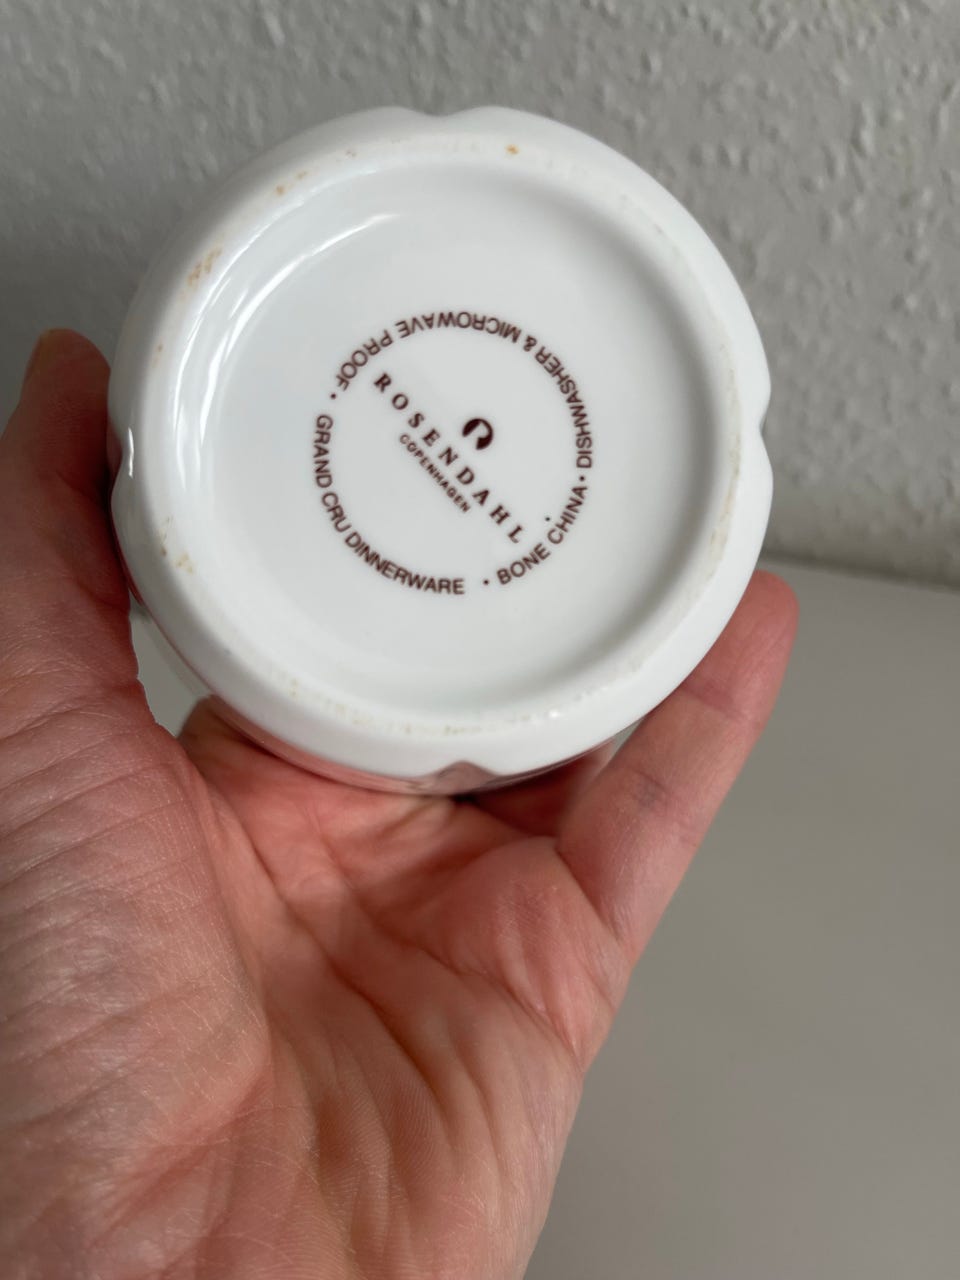 ROSENDAHL
COPENHAGEN
GRAND CRU DINNERWARE • BONE CHINA • DISHWASHER & MICROWAVE PROOF •